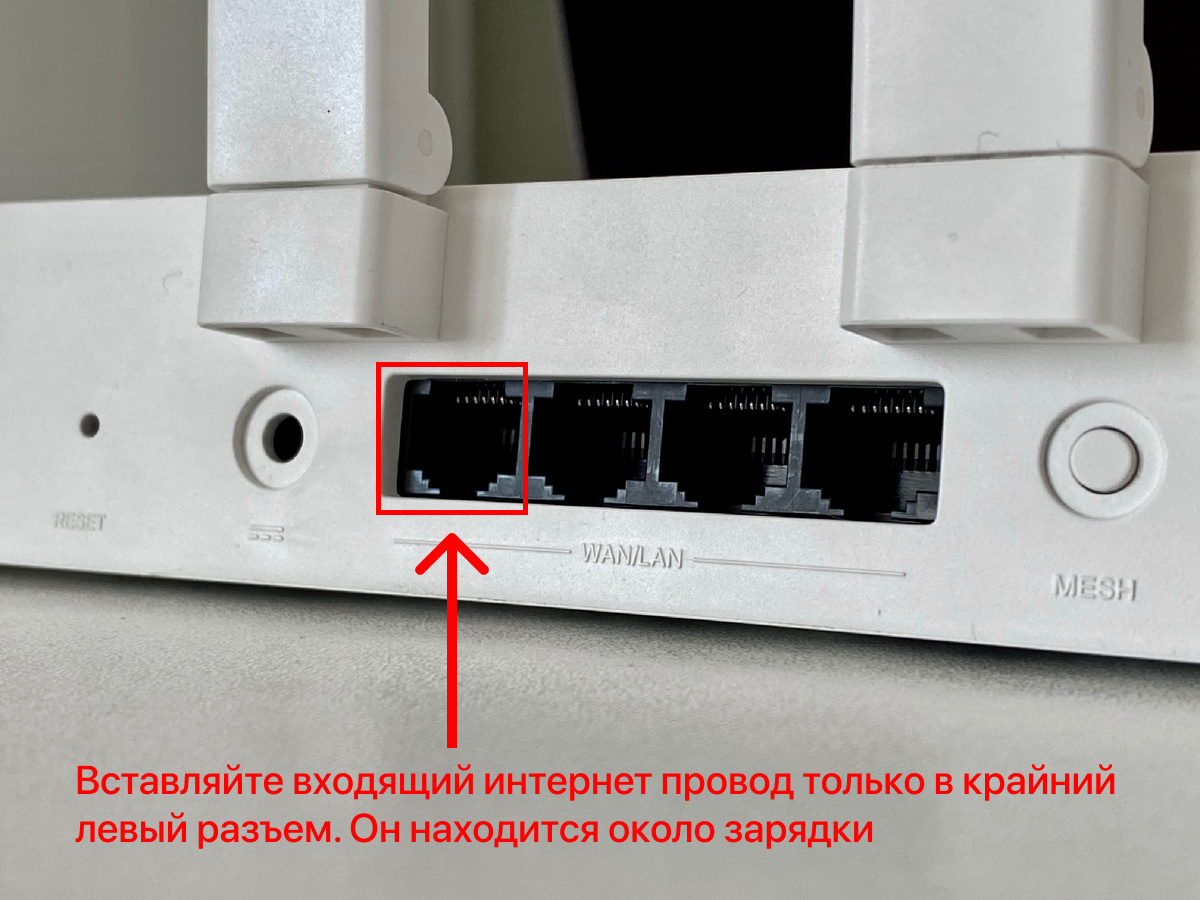 RESET
WAN/LAN
MESH
Вставляйте входящий интернет провод только в крайний
левый разъем. Он находится около зарядки